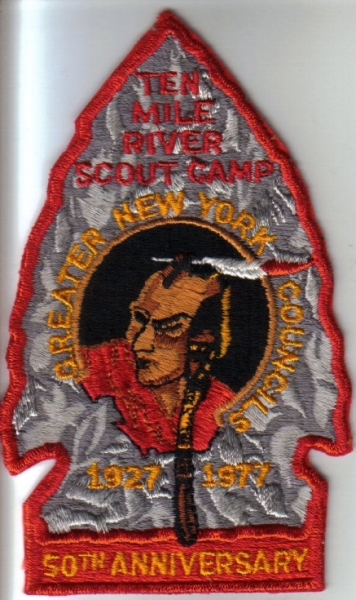 TEN
MILE
RIVER
SCOUT CAMP
GREATER NEW YORK COUNCILS
1927 1977
50TH ANNIVERSARY